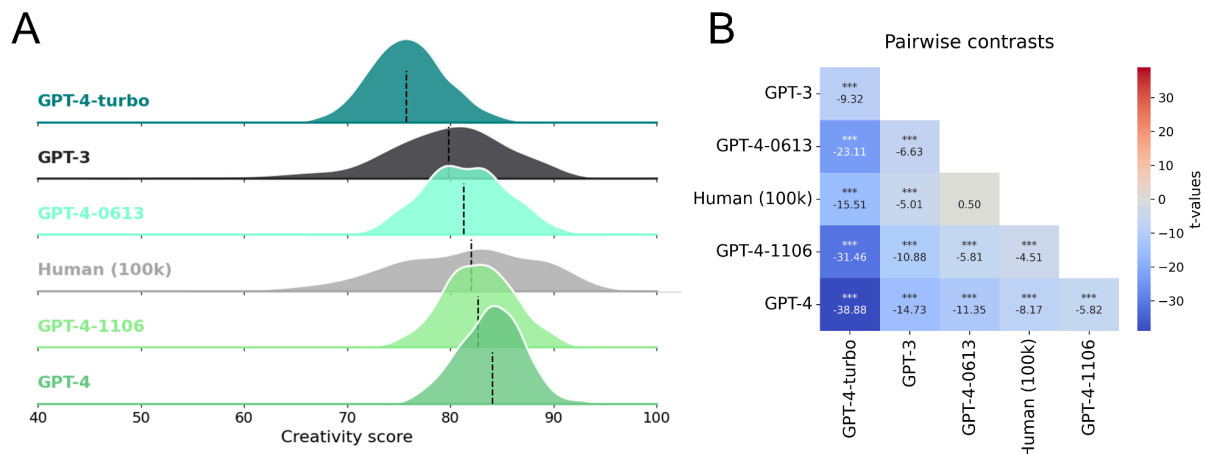 A
GPT-4-turbo
GPT-3
GPT-4-0613
Human (100k)
GPT-4-1106
GPT-4
40 50 60 70 80 90 100
Creativity score
B
Pairwise contrasts
GPT-3
***
-9.32
GPT-4-0613
*** ***
-23.11 -6.63
Human (100k)
*** ***
-15.51 -5.01 0.50
GPT-4-1106
*** *** *** ***
-31.46 -10.88 -5.81 -4.51
GPT-4
*** *** *** *** ***
-38.88 -14.73 -11.35 -8.17 -5.82
GPT-4-turbo
GPT-3
GPT-4-0613
Human (100k)
GPT-4-1106
30
20
10
0
−10
−20
−30
t-values